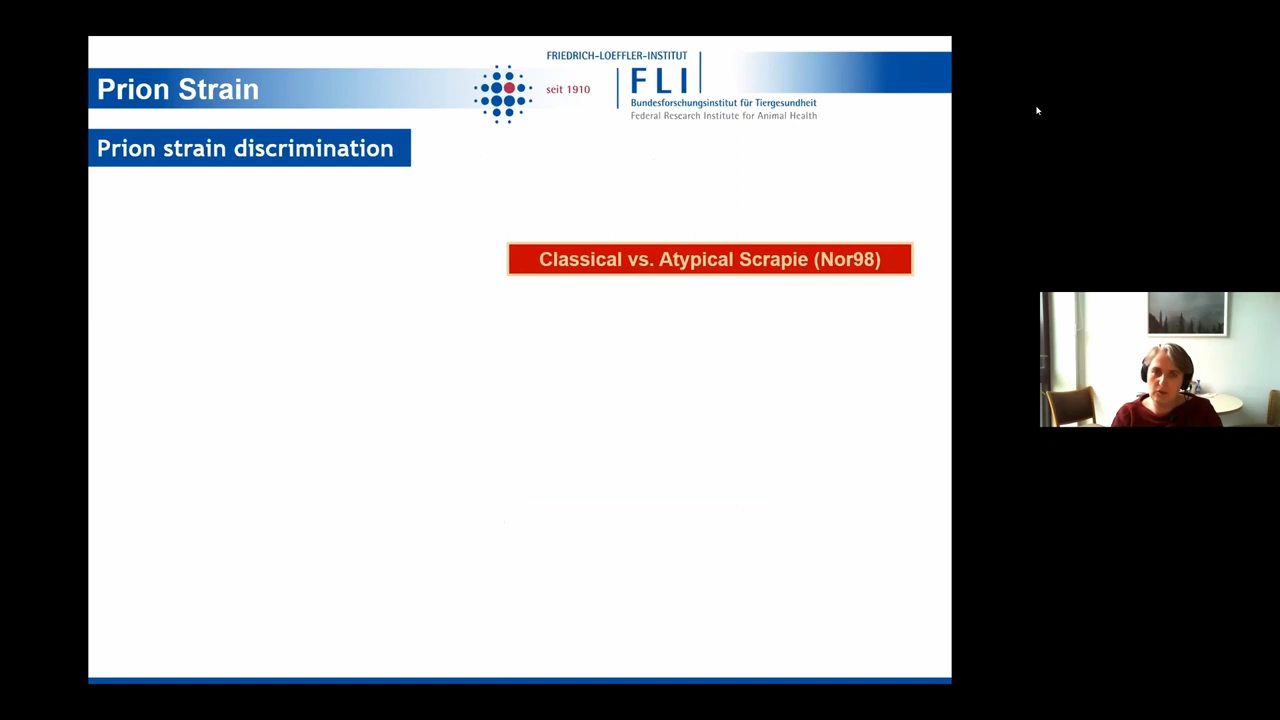 FRIEDRICH-LOEFFLER-INSTITUT
Prion Strain
seit 1910
FLI
Bundesforschungsinstitut für Tiergesundheit
Federal Research Institute for Animal Health
Prion strain discrimination
Classical vs. Atypical Scrapie (Nor98)